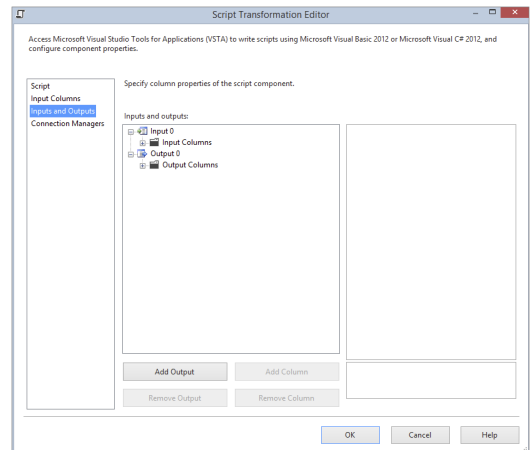 Script Transformation Editor
Access Microsoft Visual Studio Tools for Applications (VSTA) to write scripts using Microsoft Visual Basic 2012 or Microsoft Visual C# 2012, and
configure component properties.
Script
Input Columns
Inputs and Outputs
Connection Managers
Specify column properties of the script component.
Inputs and outputs:
Input 0
Input Columns
Output 0
Output Columns
Add Output
Add Column
Remove Output
Remove Column
OK
Cancel
Help